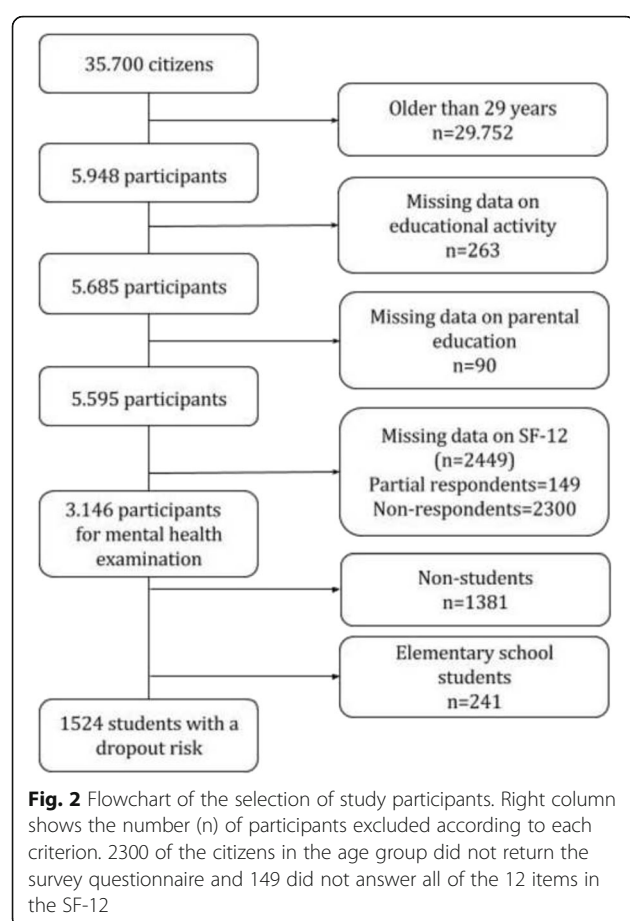 35.700 citizens
Older than 29 years
n=29.752
5.948 participants
Missing data on
educational activity
n=263
5.685 participants
Missing data on parental
education
n=90
5.595 participants
Missing data on SF-12
(n=2449)
Partial respondents=149
Non-respondents=2300
3.146 participants
for mental health
examination
Non-students
n=1381
Elementary school
students
n=241
1524 students with a
dropout risk
Fig. 2 Flowchart of the selection of study participants. Right column
shows the number (n) of participants excluded according to each
criterion. 2300 of the citizens in the age group did not return the
survey questionnaire and 149 did not answer all of the 12 items in
the SF-12